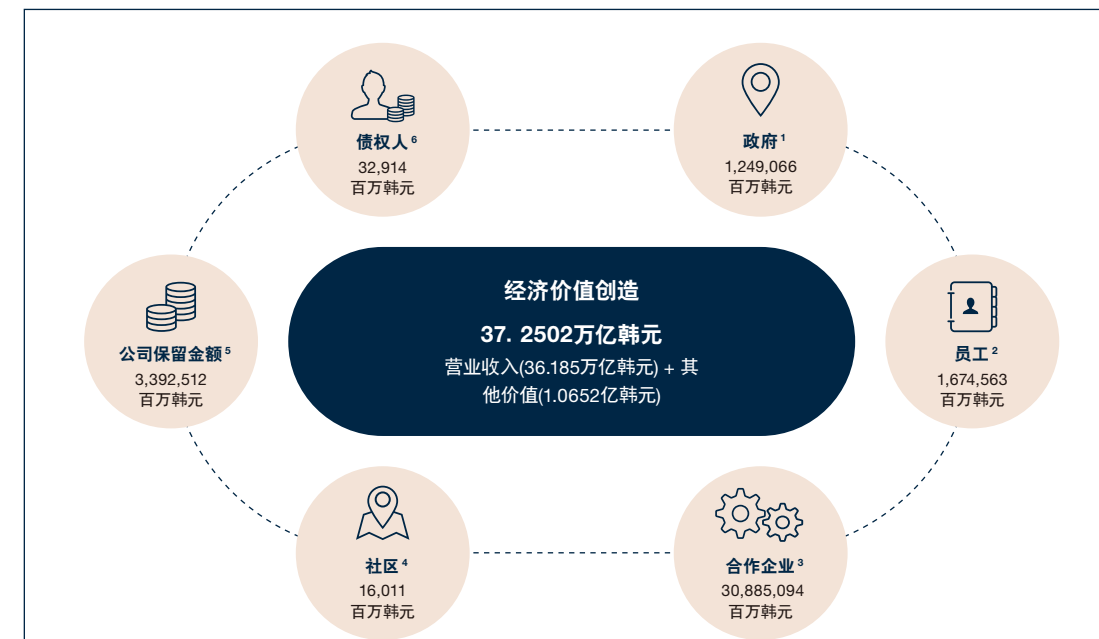 债权人 6
32,914
百万韩元
政府 1
1,249,066
百万韩元
经济价值创造
37. 2502万亿韩元
营业收入(36.185万亿韩元) + 其
他价值(1.0652亿韩元)
公司保留金额 5
3,392,512
百万韩元
员工 2
1,674,563
百万韩元
社区 4
16,011
百万韩元
合作企业 3
30,885,094
百万韩元